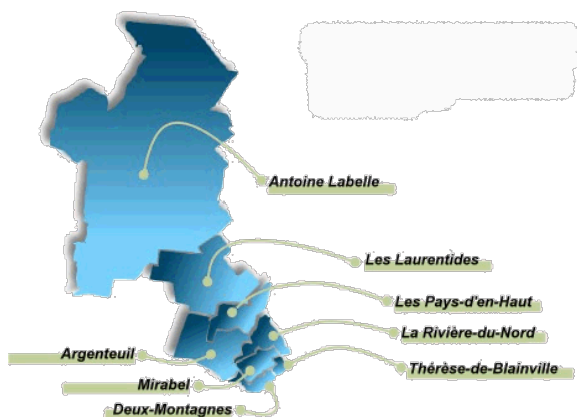 Antoine Labelle
Les Laurentides
Les Pays-d'en-Haut
La Rivière-du-Nord
Argenteuil
Thérèse-de-Blainville
Mirabel
Deux-Montagnes